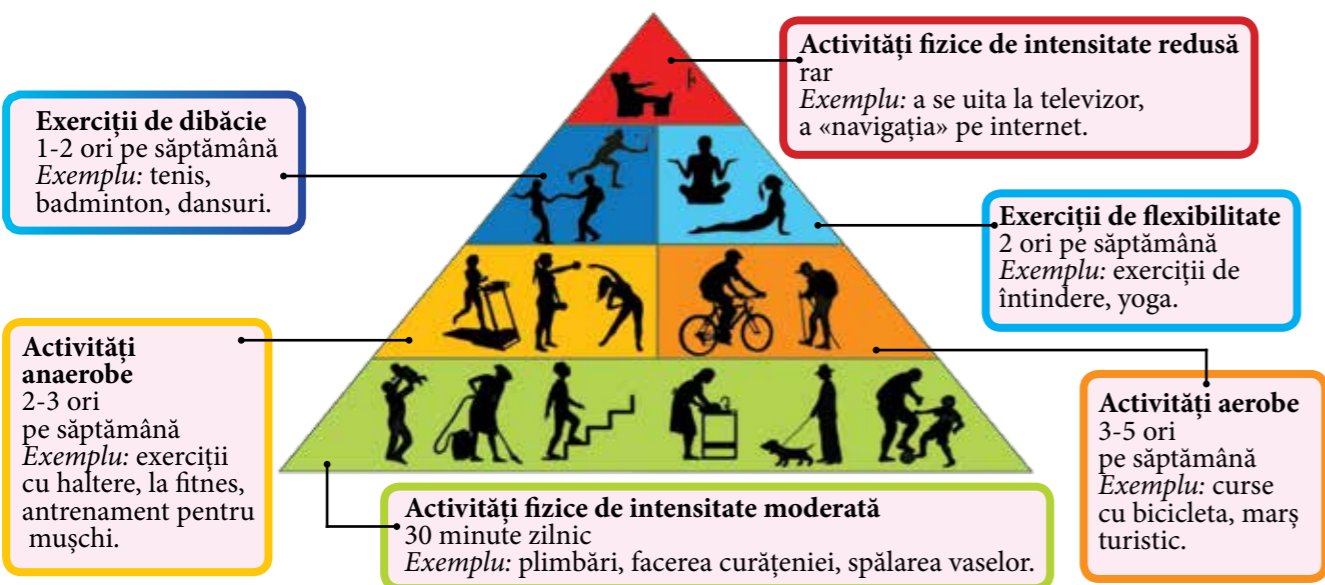 Activități fizice de intensitate redusă
rar
Exemplu: a se uita la televizor,
a «navigația» pe internet.
Exerciții de dibăcie
1-2 ori pe săptămână
Exemplu: tenis,
badminton, dansuri.
Exerciții de flexibilitate
2 ori pe săptămână
Exemplu: exerciții de
întindere, yoga.
Activități
anaerobe
2-3 ori
pe săptămână
Exemplu: exerciții
cu haltere, la fitnes,
antrenament pentru
mușchi.
Activități aerobe
3-5 ori
pe săptămână
Exemplu: curse
cu bicicleta, marș
turistic.
Activități fizice de intensitate moderată
30 minute zilnic
Exemplu: plimbări, facerea curățeniei, spălarea vaselor.